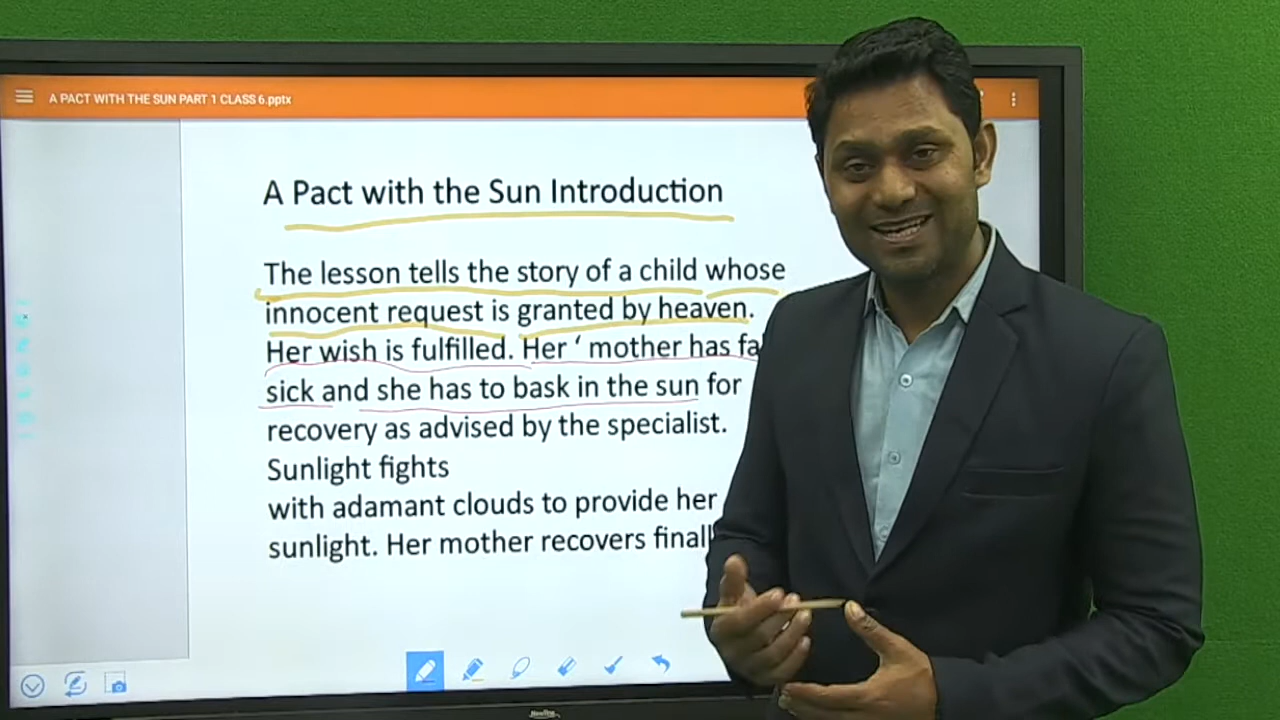 A PACT WITH THE SUN PART 1 CLASS 6.pptx
A Pact with the Sun Introduction
The lesson tells the story of a child whose
innocent request is granted by heaven.
Her wish is fulfilled. Her ‘ mother has
sick and she has to bask in the sun for
recovery as advised by the specialist.
Sunlight fights
with adamant clouds to provide her
sunlight. Her mother recovers